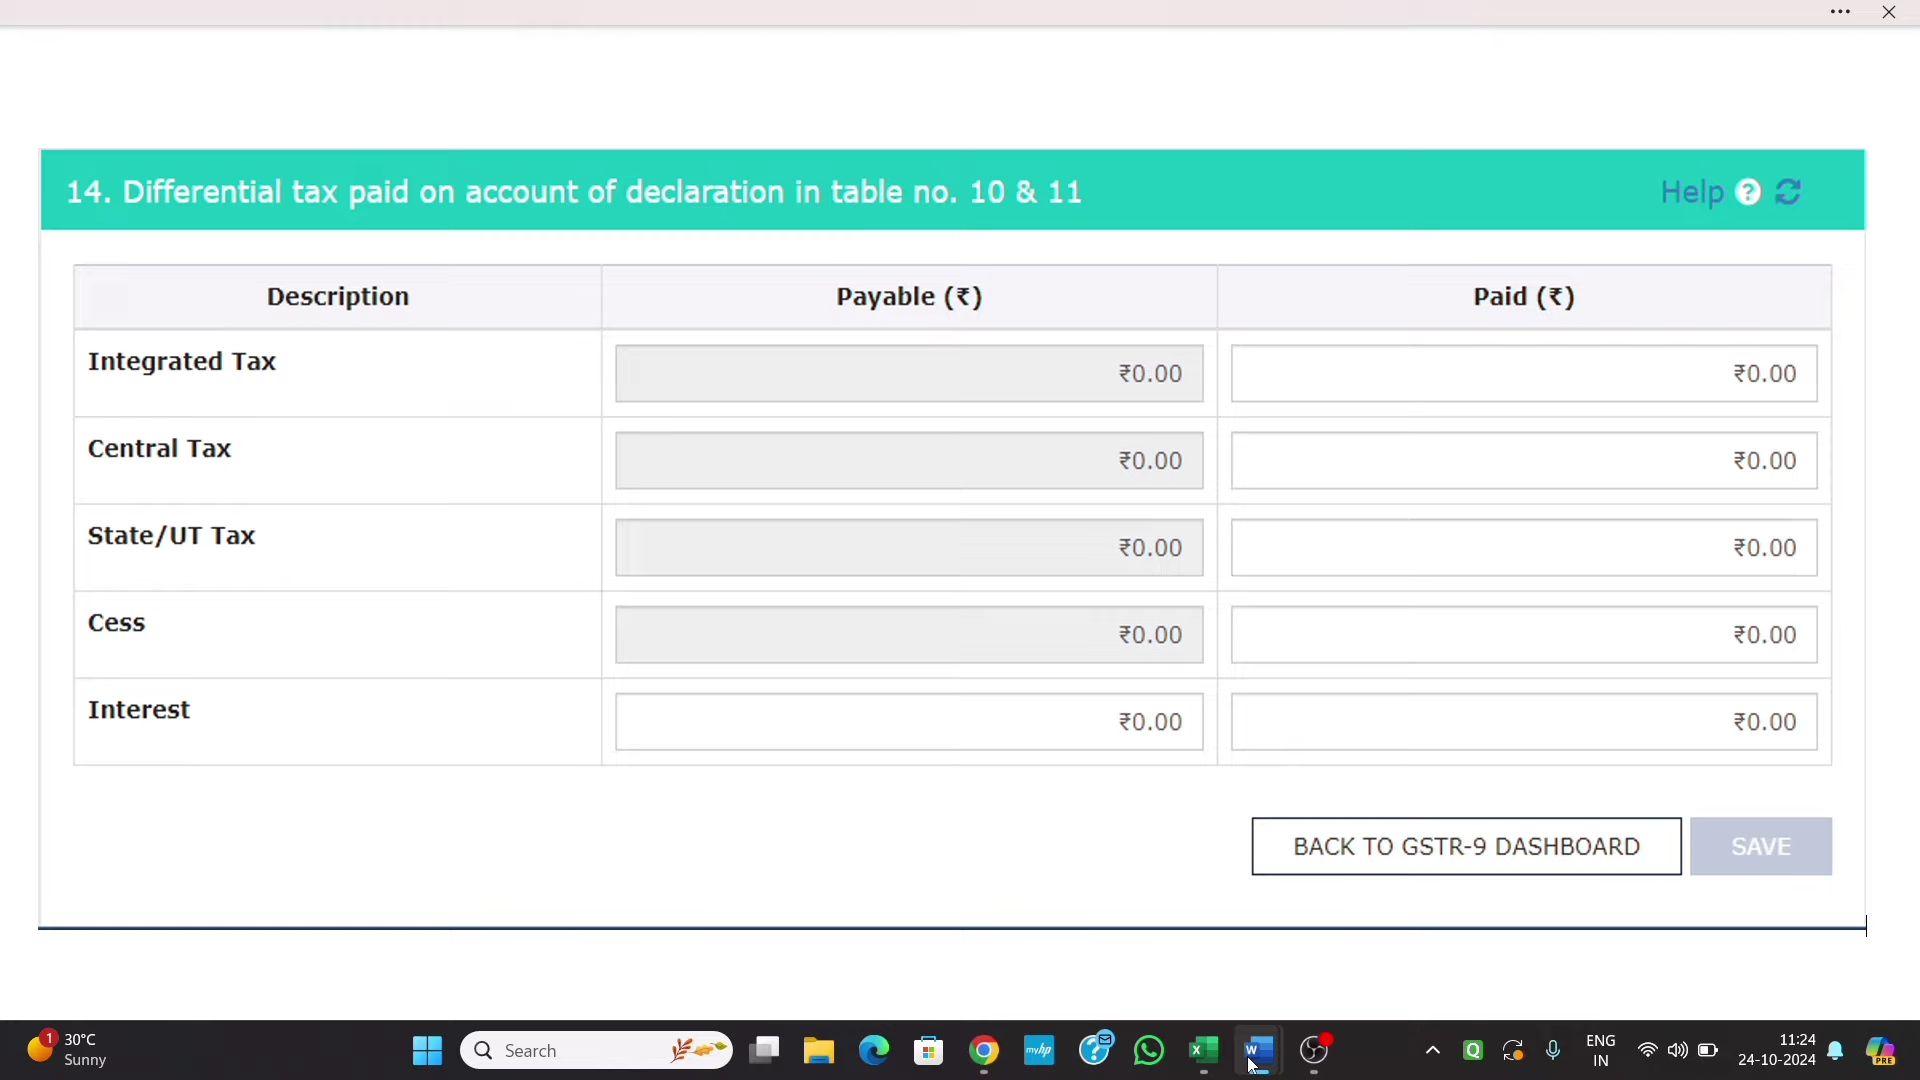 14. Differential tax paid on account of declaration in table no. 10 & 11
Help ?
Description Payable (₹) Paid (₹)
Integrated Tax ₹0.00 ₹0.00
Central Tax ₹0.00 ₹0.00
State/UT Tax ₹0.00 ₹0.00
Cess ₹0.00 ₹0.00
Interest ₹0.00 ₹0.00
BACK TO GSTR-9 DASHBOARD SAVE
1 30°C
Sunny
Search
myhp
ENG
IN
11:24
24-10-2024
PRE